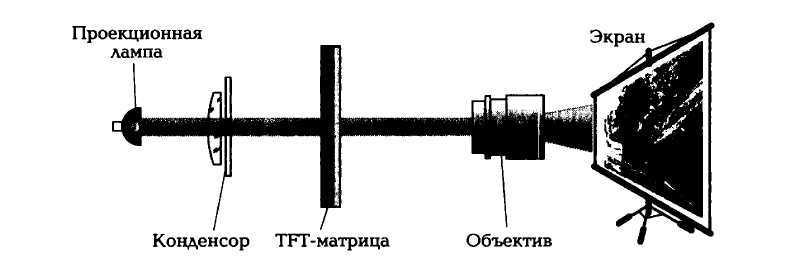 Проекционная
лампа
Экран
Конденсор
TFT-матрица
Объектив